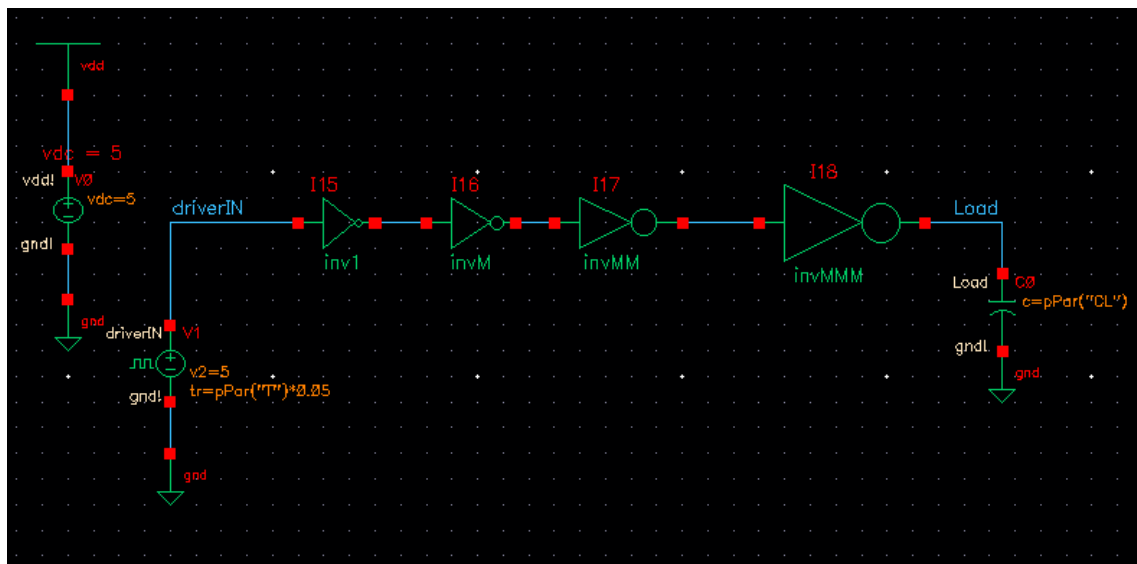 vdd
vdc = 5
vdd!
V0
vdc=5
gnd!
gnd
driverIN
I15
inv1
I16
invM
I17
invMM
I18
invMMM
Load
Load
C0
c=pPar("CL")
gnd!
gnd
driverIN
V1
v2=5
tr=pPar("T")*0.05
gnd!
gnd